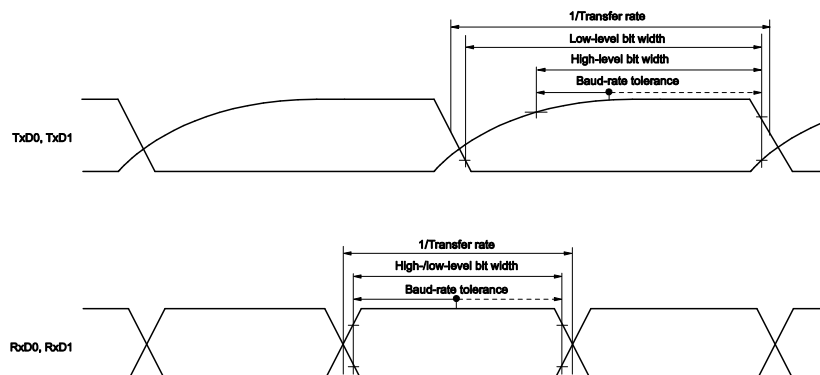 1/Transfer rate
Low-level bit width
High-level bit width
Baud-rate tolerance
TxD0, TxD1
1/Transfer rate
High-/low-level bit width
Baud-rate tolerance
RxD0, RxD1